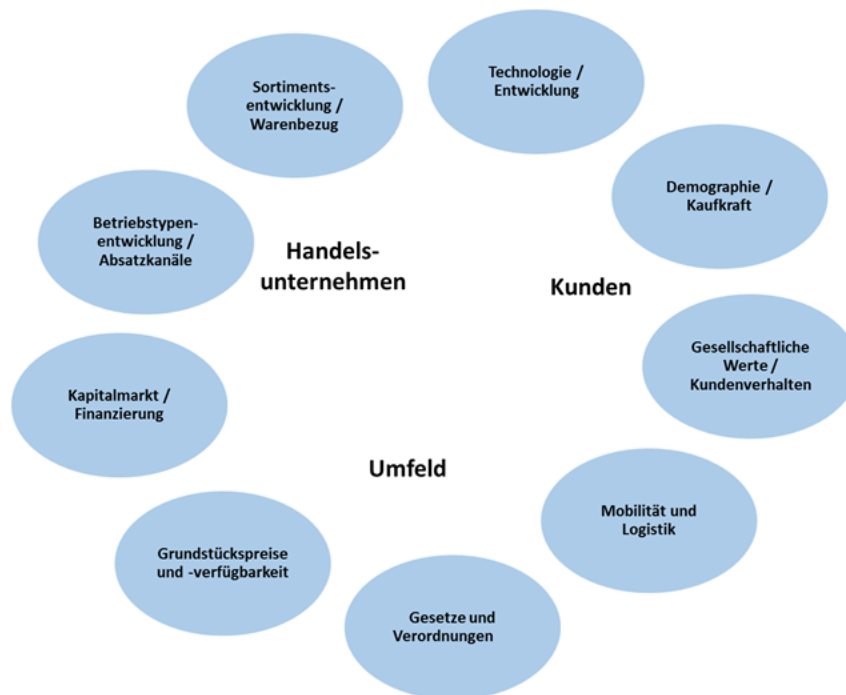 Technologie /
Entwicklung
Sortiments-
entwicklung /
Warenbezug
Demographie /
Kaufkraft
Betriebstypen-
entwicklung /
Absatzkanäle
Handels-
unternehmen
Kunden
Gesellschaftliche
Werte /
Kundenverhalten
Kapitalmarkt /
Finanzierung
Umfeld
Mobilität und
Logistik
Grundstückspreise
und -verfügbarkeit
Gesetze und
Verordnungen